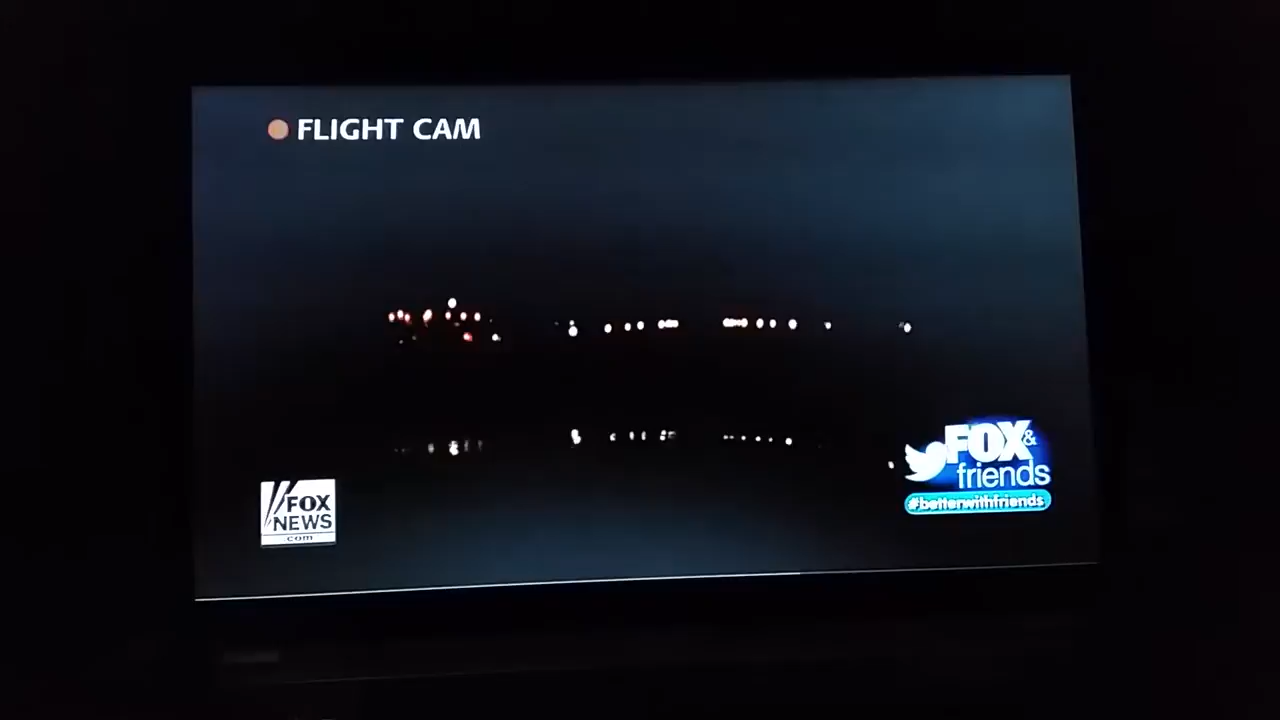 FLIGHT CAM
FOX
NEWS
.com
FOX&
friends
#betterwithfriends